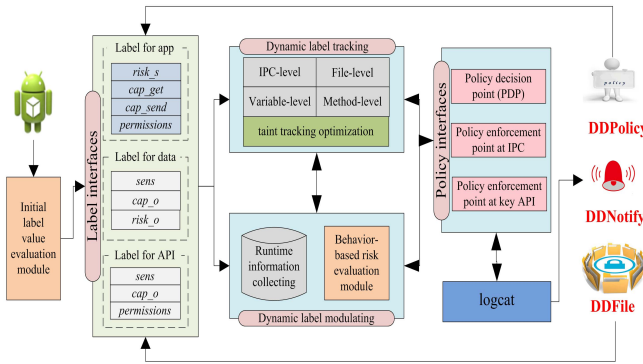 Initial
label
value
evaluation
module
Label interfaces
Label for app
risk_s
cap_get
cap_send
permissions
Label for data
sens
cap_o
risk_o
Label for API
sens
cap_o
permissions
Dynamic label tracking
IPC-level
File-level
Variable-level
Method-level
taint tracking optimization
Runtime
information
collecting
Behavior-
based risk
evaluation
module
Dynamic label modulating
Policy interfaces
Policy decision
point (PDP)
Policy enforcement
point at IPC
Policy enforcement
point at key API
logcat
policy
DDPolicy
DDNotify
DDFile